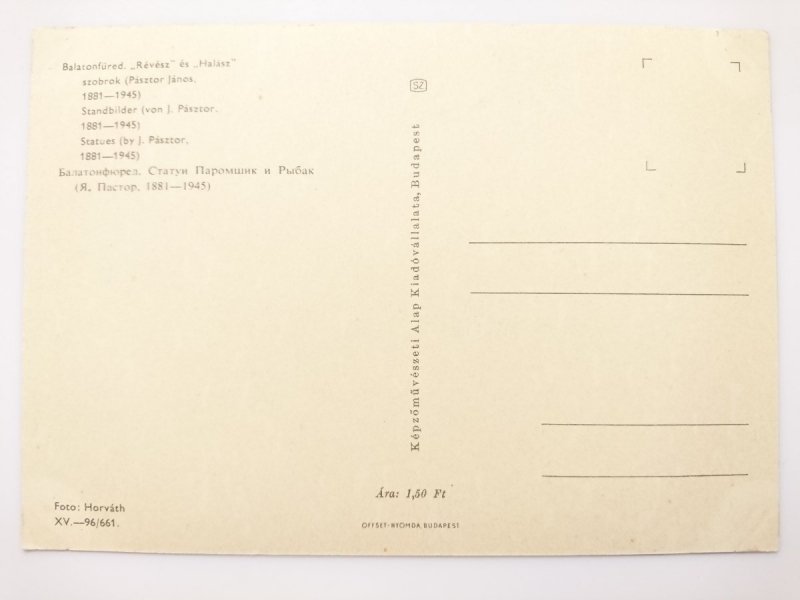 Balatonfüred. „Révész" és „Halász"
szobrok (Pásztor János,
1881—1945)
Standbilder (von J. Pásztor,
1881—1945)
Statues (by J. Pásztor,
1881—1945)
Балатонфюред. Статуи Паромшик и Рыбак
(Я. Пастор, 1881—1945)
SZ
Képzőművészeti Alap Kiadóvállalata, Budapest
Ára: 1,50 Ft
Foto: Horváth
XV.—96/661.
OFFSET-NYOMDA, BUDAPEST